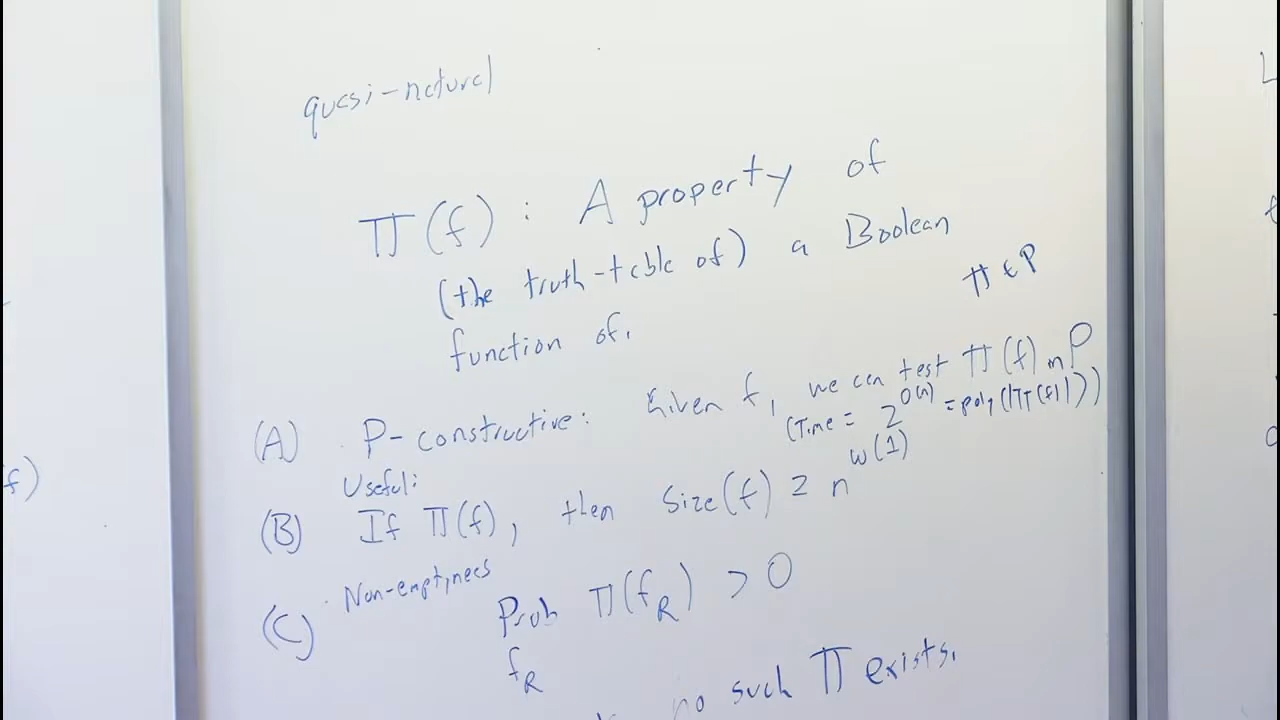 quasi-natural
Π(f): A property of
(the truth-table of) a Boolean
function of.
Π ∈ P
(A) P-constructive: Given f, we can test Π(f) in P
(Time = 2^O(n) = poly(|TT(f)|))
Useful:
(B) If Π(f), then Size(f) ≥ n^ω(1)
(C) Non-emptiness
Prob Π(f_R) > 0
f_R
no such Π exists.
f)